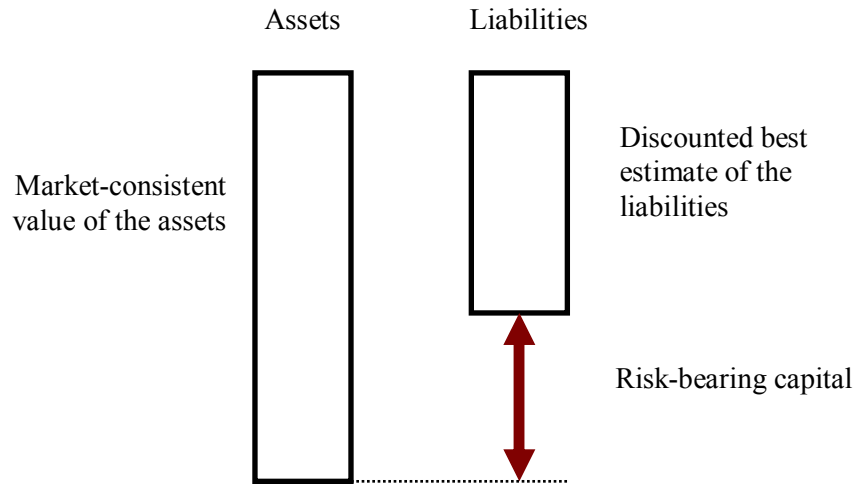 Assets
Liabilities
Market-consistent
value of the assets
Discounted best
estimate of the
liabilities
Risk-bearing capital